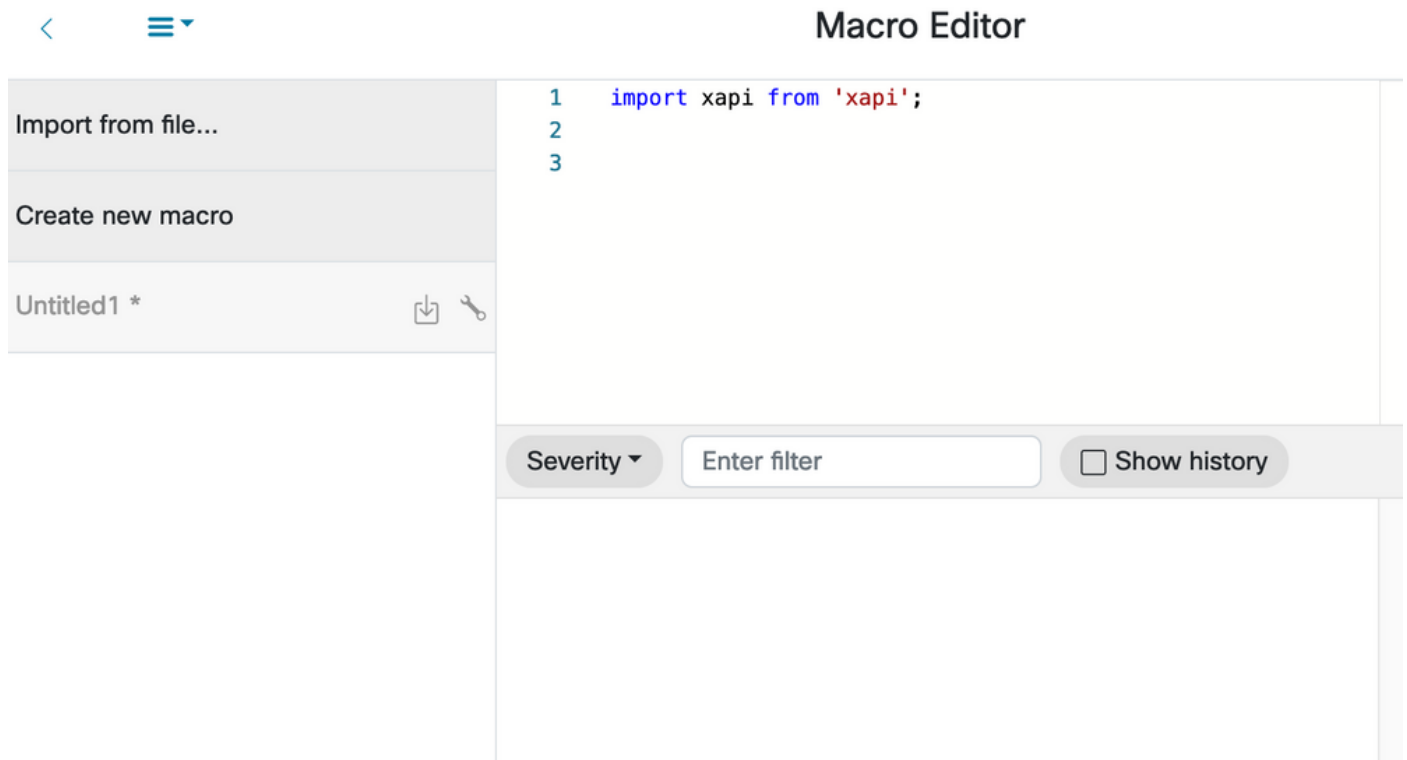 Macro Editor
Import from file...
Create new macro
Untitled1 *
1 import xapi from 'xapi';
2
3
Severity
Enter filter
Show history